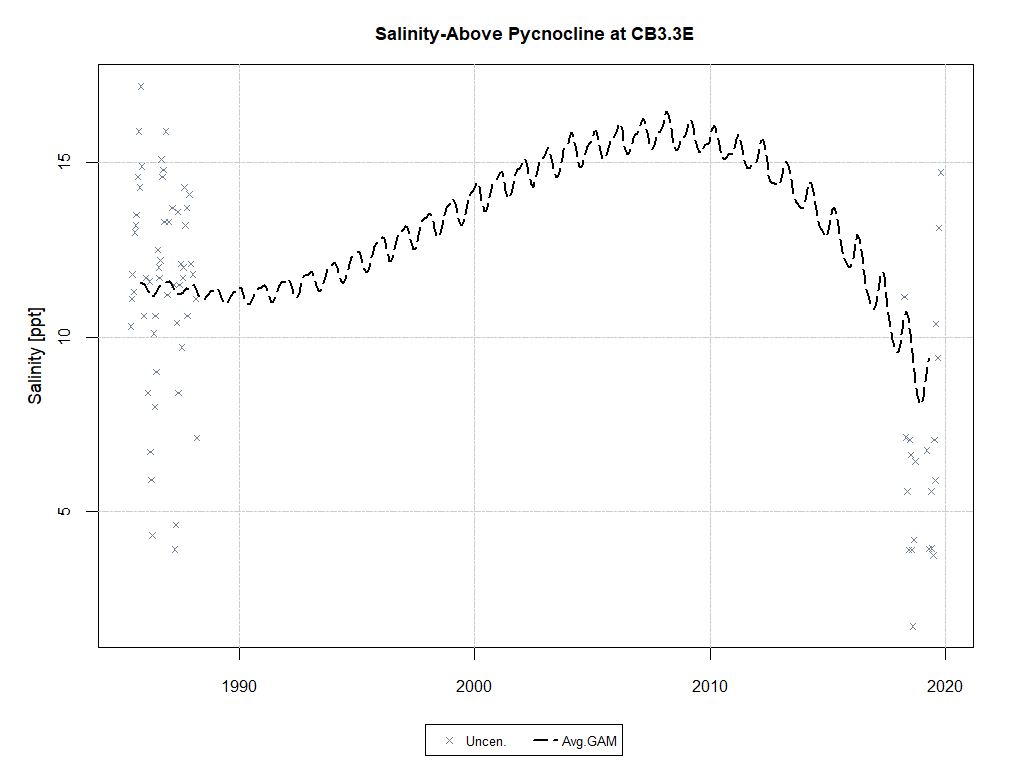 Salinity-Above Pycnocline at CB3.3E
Salinity [ppt]
15
10
5
1990 2000 2010 2020
Uncen. Avg.GAM